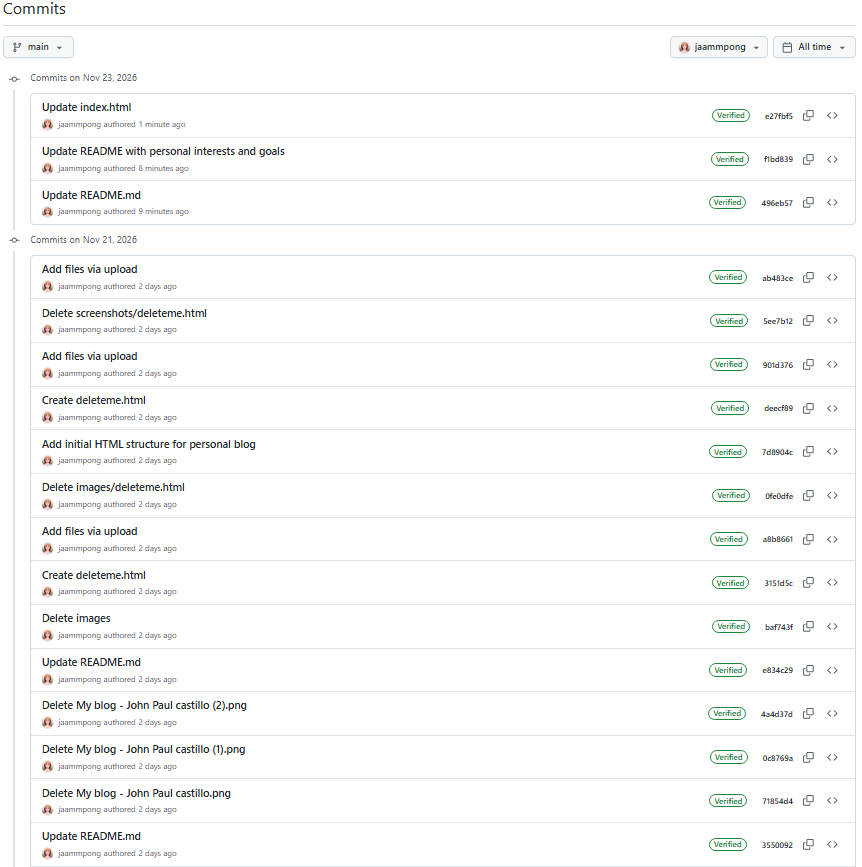 Commits
main
jaammpong
All time
Commits on Nov 23, 2026
Update index.html
jaammpong authored 1 minute ago
Verified
e27fbf5
Update README with personal interests and goals
jaammpong authored 8 minutes ago
Verified
f1bd839
Update README.md
jaammpong authored 9 minutes ago
Verified
496eb57
Commits on Nov 21, 2026
Add files via upload
jaammpong authored 2 days ago
Verified
ab483ce
Delete screenshots/deleteme.html
jaammpong authored 2 days ago
Verified
5ee7b12
Add files via upload
jaammpong authored 2 days ago
Verified
901d376
Create deleteme.html
jaammpong authored 2 days ago
Verified
deecf89
Add initial HTML structure for personal blog
jaammpong authored 2 days ago
Verified
7d8904c
Delete images/deleteme.html
jaammpong authored 2 days ago
Verified
0fe0dfe
Add files via upload
jaammpong authored 2 days ago
Verified
a8b8661
Create deleteme.html
jaammpong authored 2 days ago
Verified
3151d5c
Delete images
jaammpong authored 2 days ago
Verified
baf743f
Update README.md
jaammpong authored 2 days ago
Verified
e834c29
Delete My blog - John Paul castillo (2).png
jaammpong authored 2 days ago
Verified
4a4d37d
Delete My blog - John Paul castillo (1).png
jaammpong authored 2 days ago
Verified
0c8769a
Delete My blog - John Paul castillo.png
jaammpong authored 2 days ago
Verified
71854d4
Update README.md
jaammpong authored 2 days ago
Verified
3550092